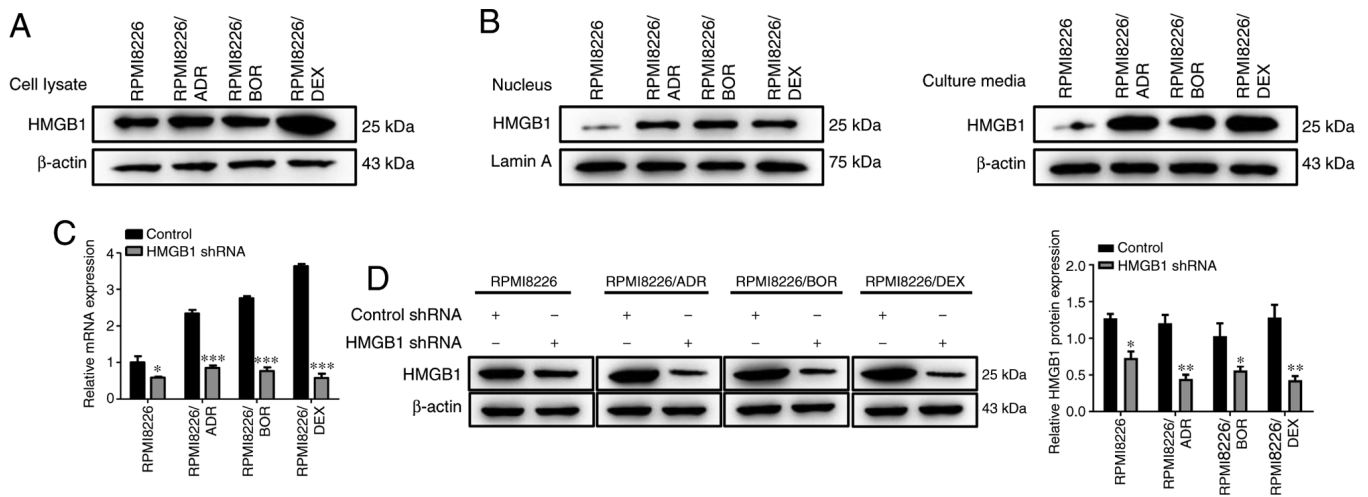 A
Cell lysate
RPMI8226
RPMI8226/
ADR
RPMI8226/
BOR
RPMI8226/
DEX
HMGB1
25 kDa
β-actin
43 kDa
B
Nucleus
RPMI8226
RPMI8226/
ADR
RPMI8226/
BOR
RPMI8226/
DEX
HMGB1
25 kDa
Lamin A
75 kDa
Culture media
RPMI8226
RPMI8226/
ADR
RPMI8226/
BOR
RPMI8226/
DEX
HMGB1
25 kDa
β-actin
43 kDa
C
Control
HMGB1 shRNA
Relative mRNA expression
4
3
2
1
0
*
***
***
***
RPMI8226
RPMI8226/
ADR
RPMI8226/
BOR
RPMI8226/
DEX
D
RPMI8226
RPMI8226/ADR
RPMI8226/BOR
RPMI8226/DEX
Control shRNA + – + – + – + –
HMGB1 shRNA – + – + – + – +
HMGB1
25 kDa
β-actin
43 kDa
Control
HMGB1 shRNA
Relative HMGB1 protein expression
2.0
1.5
1.0
0.5
0.0
*
**
*
**
RPMI8226
RPMI8226/
ADR
RPMI8226/
BOR
RPMI8226/
DEX